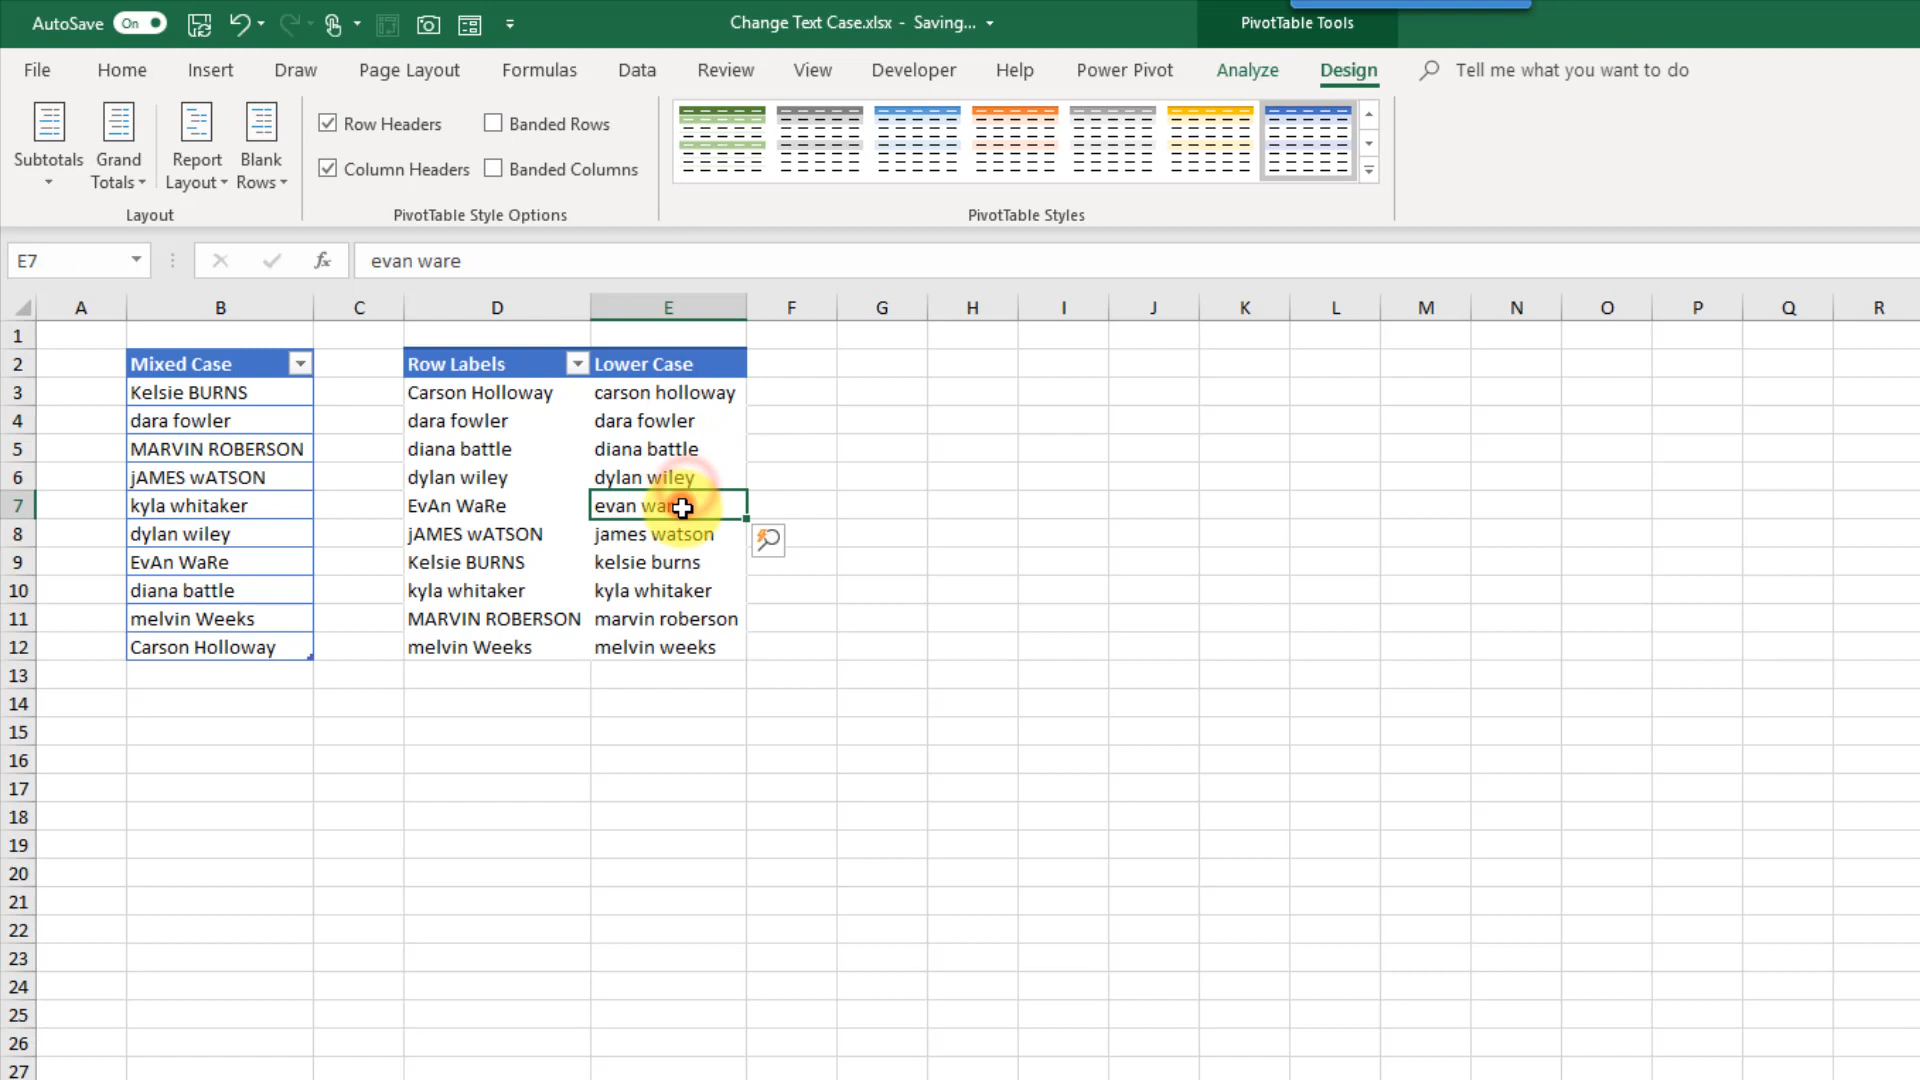 AutoSave On Change Text Case.xlsx - Saving... PivotTable Tools
File Home Insert Draw Page Layout Formulas Data Review View Developer Help Power Pivot Analyze Design Tell me what you want to do
Subtotals Grand Totals Report Layout Blank Rows
Row Headers Banded Rows
Column Headers Banded Columns
Layout PivotTable Style Options PivotTable Styles
E7 fx evan ware
A B C D E F G H I J K L M N O P Q R
1
2 Mixed Case Row Labels Lower Case
3 Kelsie BURNS Carson Holloway carson holloway
4 dara fowler dara fowler dara fowler
5 MARVIN ROBERSON diana battle diana battle
6 jAMES wATSON dylan wiley dylan wiley
7 kyla whitaker EvAn WaRe evan
8 dylan wiley jAMES wATSON james watson
9 EvAn WaRe Kelsie BURNS kelsie burns
10 diana battle kyla whitaker kyla whitaker
11 melvin Weeks MARVIN ROBERSON marvin roberson
12 Carson Holloway melvin Weeks melvin weeks
13
14
15
16
17
18
19
20
21
22
23
24
25
26
27